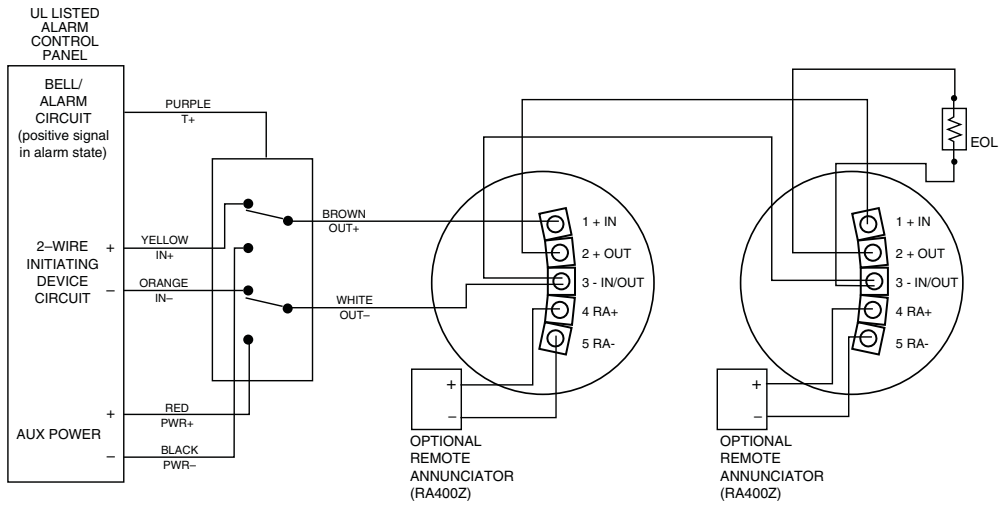 UL LISTED
ALARM
CONTROL
PANEL
BELL/
ALARM
CIRCUIT
(positive signal
in alarm state)
PURPLE
T+
2–WIRE
INITIATING
DEVICE
CIRCUIT
+
–
YELLOW
IN+
ORANGE
IN–
BROWN
OUT+
WHITE
OUT–
AUX POWER
+
–
RED
PWR+
BLACK
PWR–
1 + IN
2 + OUT
3 - IN/OUT
4 RA+
5 RA-
+
–
OPTIONAL
REMOTE
ANNUNCIATOR
(RA400Z)
1 + IN
2 + OUT
3 - IN/OUT
4 RA+
5 RA-
+
–
OPTIONAL
REMOTE
ANNUNCIATOR
(RA400Z)
EOL